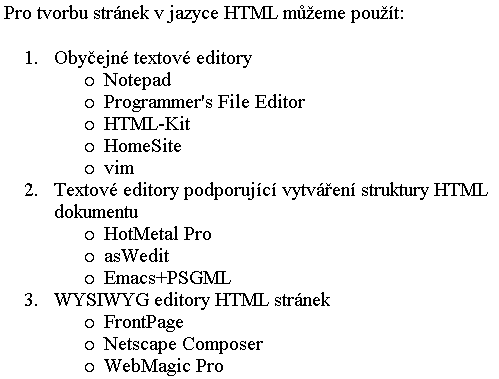 Pro tvorbu stránek v jazyce HTML můžeme použít:
1. Obyčejné textové editory
o Notepad
o Programmer's File Editor
o HTML-Kit
o HomeSite
o vim
2. Textové editory podporující vytváření struktury HTML
dokumentu
o HotMetal Pro
o asWedit
o Emacs+PSGML
3. WYSIWYG editory HTML stránek
o FrontPage
o Netscape Composer
o WebMagic Pro